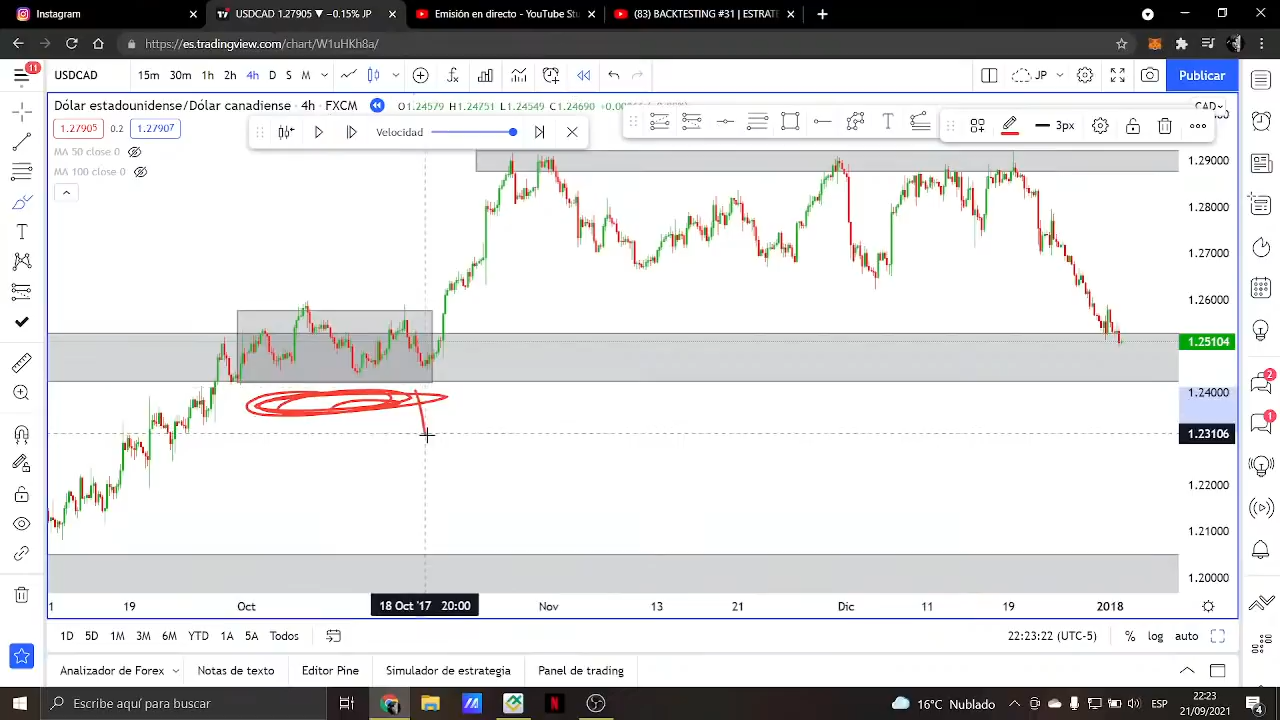 Instagram
USDCAD 1.27905 ▼ −0.15% JP
Emisión en directo - YouTube Stu
(83) BACKTESTING #31 | ESTRATE
https://es.tradingview.com/chart/W1uHKh8a/
11
USDCAD
15m 30m 1h 2h 4h D S M
JP
Publicar
Dólar estadounidense/Dólar canadiense · 4h · FXCM
O1.24579 H1.24751 L1.24549 C1.24690
1.27905
0.2
1.27907
Velocidad
3px
MA 50 close 0
MA 100 close 0
1.29000
1.28000
1.27000
1.26000
1.25104
1.24000
1.23106
1.22000
1.21000
1.20000
2
1
1 19 Oct
18 Oct '17 20:00
Nov 13 21 Dic 11 19 2018
1D 5D 1M 3M 6M YTD 1A 5A Todos
22:23:22 (UTC-5)
% log auto
Analizador de Forex
Notas de texto
Editor Pine
Simulador de estrategia
Panel de trading
Escribe aquí para buscar
16°C Nublado
22:23
21/09/2021